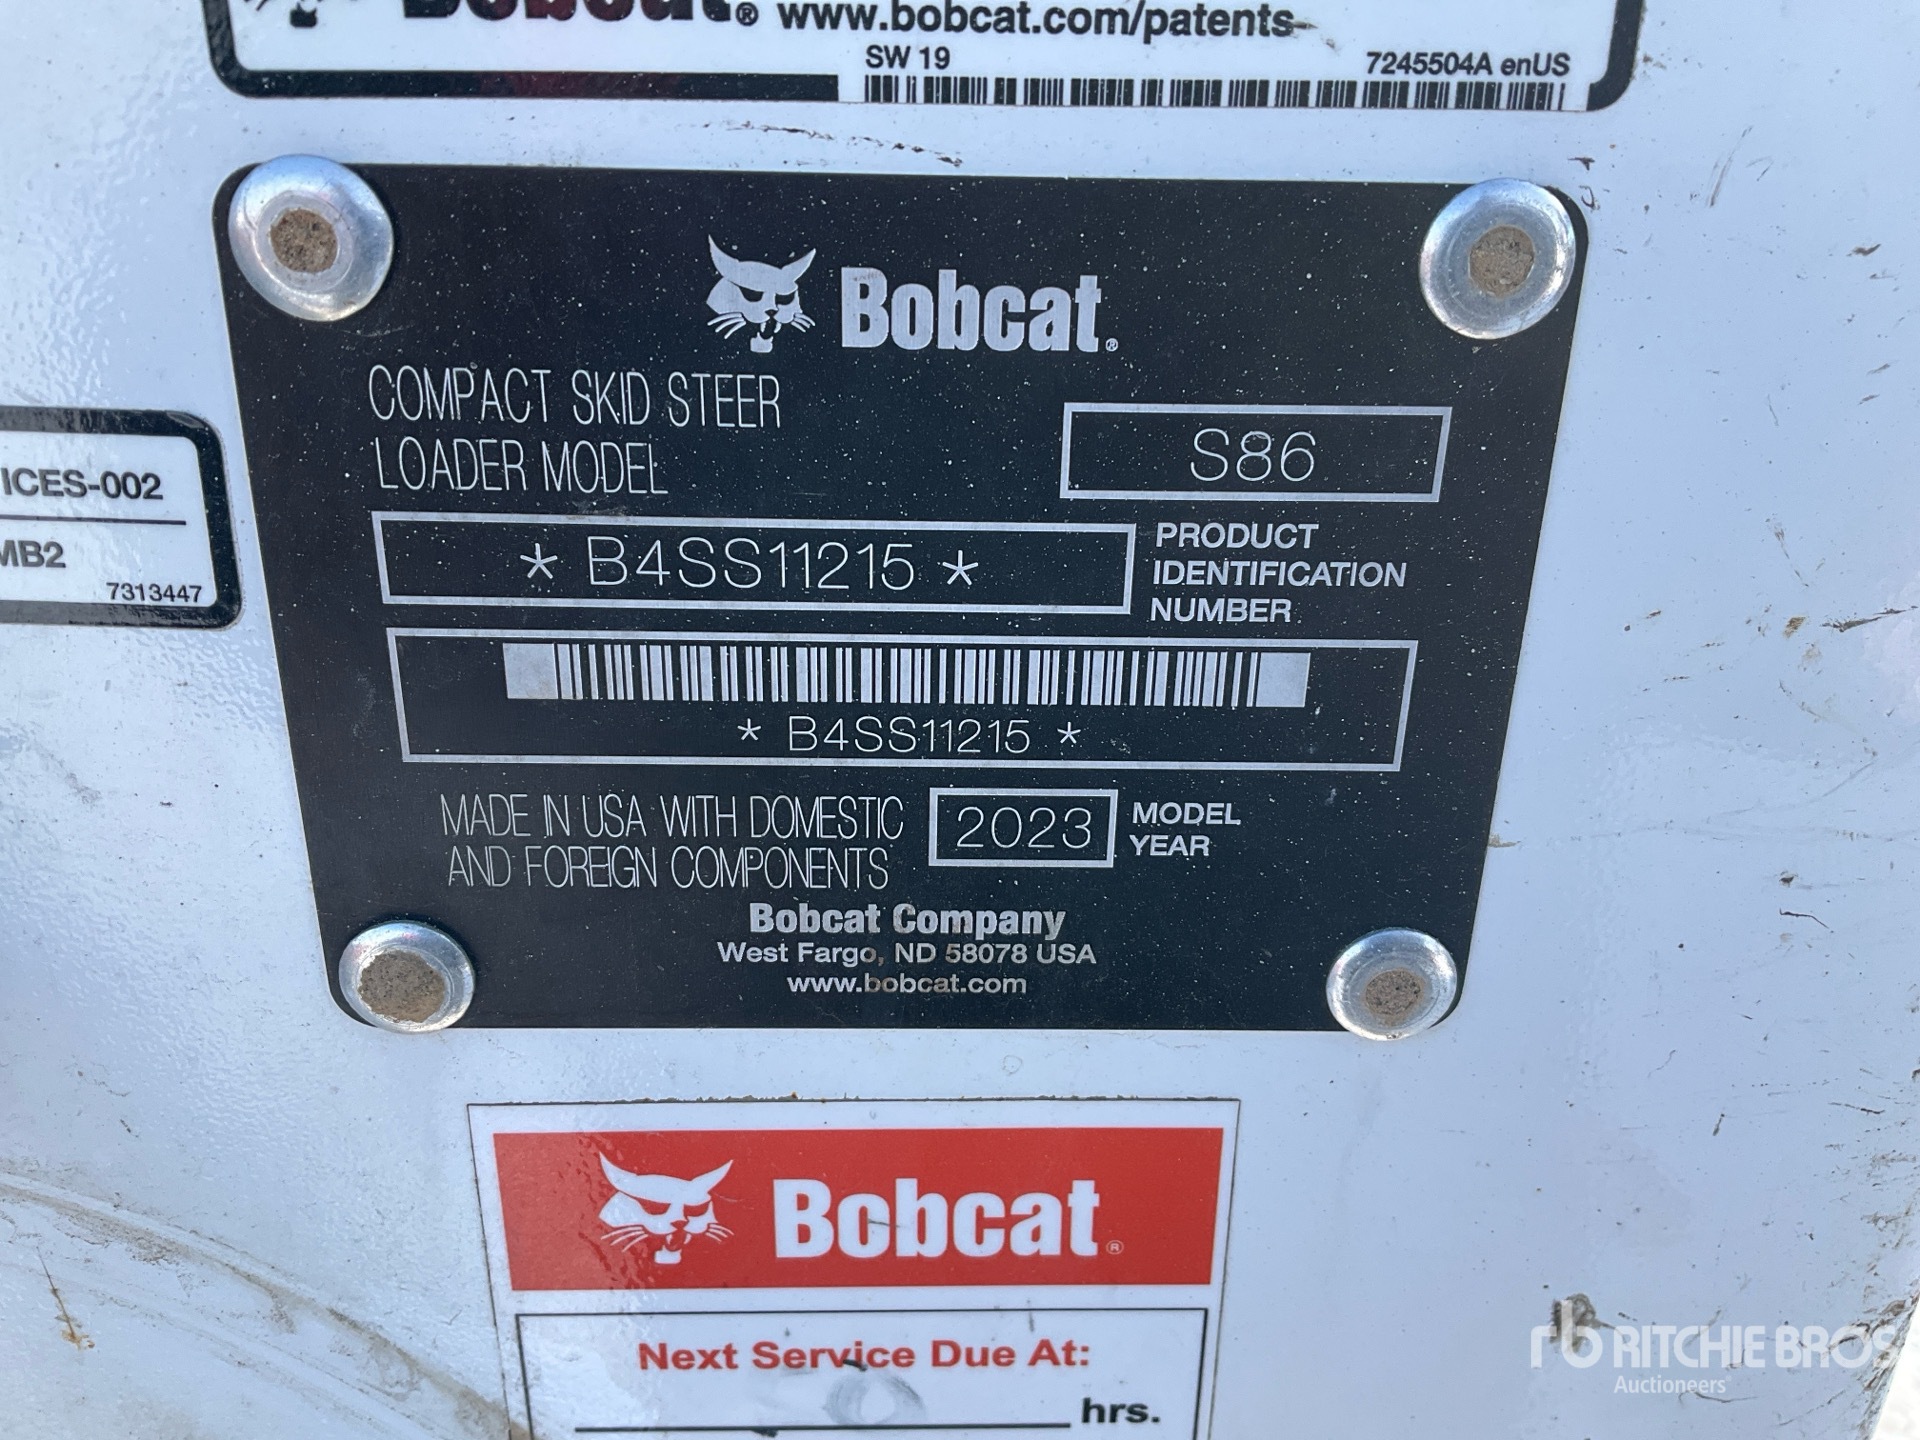 Bobcat® www.bobcat.com/patents
SW 19
7245504A enUS
ICES-002
MB2
7313447
Bobcat®
COMPACT SKID STEER
LOADER MODEL
S86
* B4SS11215 *
PRODUCT
IDENTIFICATION
NUMBER
* B4SS11215 *
MADE IN USA WITH DOMESTIC
AND FOREIGN COMPONENTS
2023
MODEL
YEAR
Bobcat Company
West Fargo, ND 58078 USA
www.bobcat.com
Bobcat®
Next Service Due At:
hrs.
rb RITCHIE BROS
Auctioneers